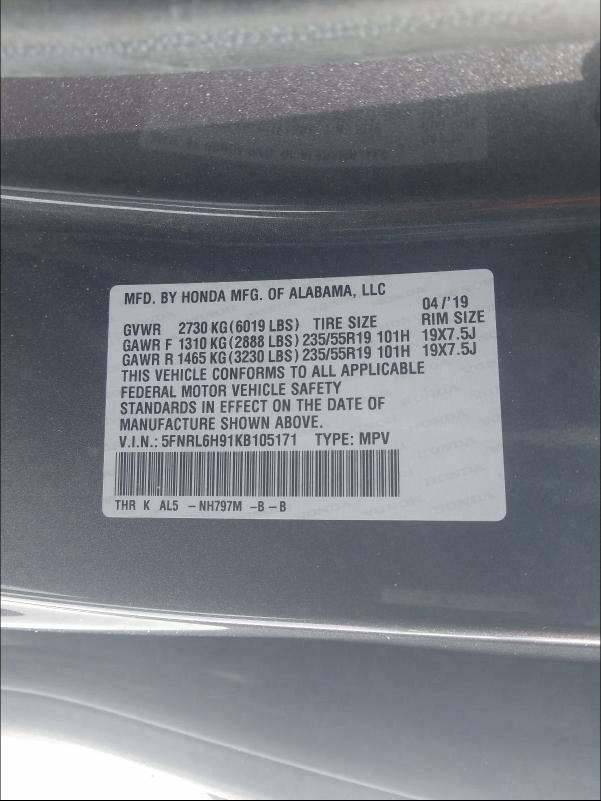 MFD. BY HONDA MFG. OF ALABAMA, LLC 04/'19
GVWR 2730 KG(6019 LBS) TIRE SIZE RIM SIZE
GAWR F 1310 KG(2888 LBS) 235/55R19 101H 19X7.5J
GAWR R 1465 KG(3230 LBS) 235/55R19 101H 19X7.5J
THIS VEHICLE CONFORMS TO ALL APPLICABLE
FEDERAL MOTOR VEHICLE SAFETY
STANDARDS IN EFFECT ON THE DATE OF
MANUFACTURE SHOWN ABOVE.
V.I.N.: 5FNRL6H91KB105171 TYPE: MPV
THR K AL5 -NH797M -B-B